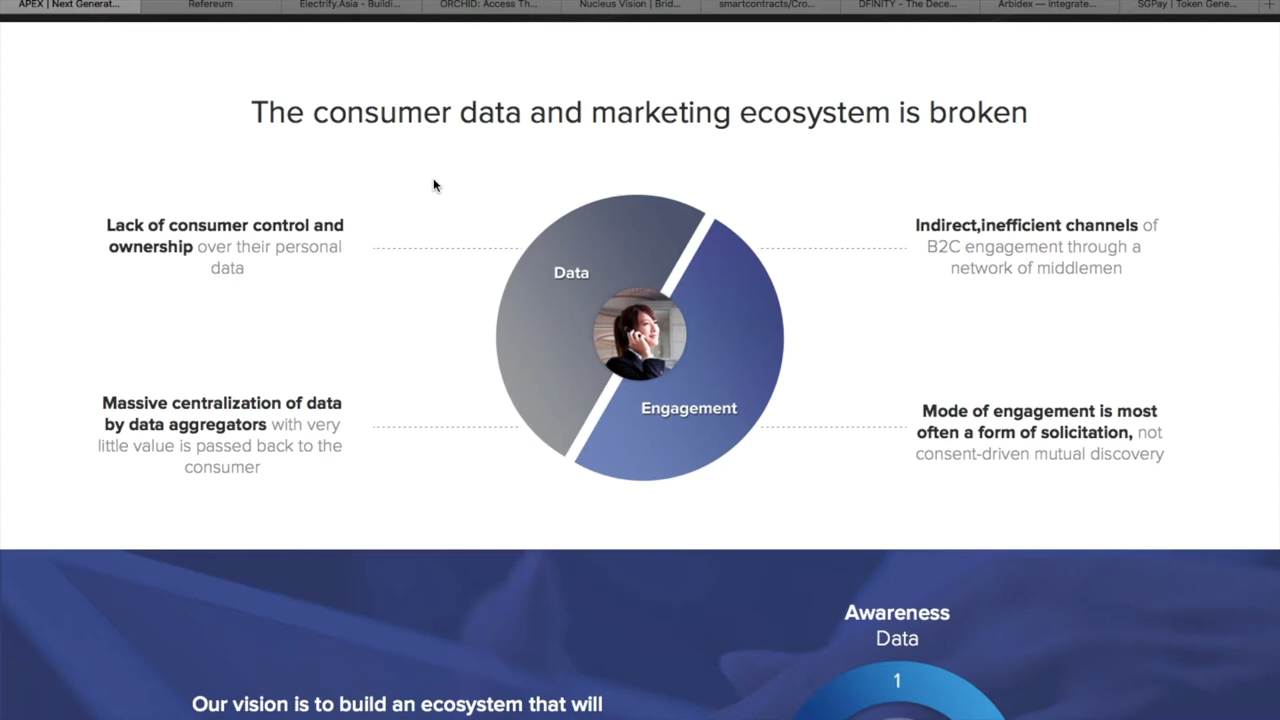 APEX | Next Generat...
Refereum
Electrify.Asia - Buildi...
ORCHID: Access Th...
Nucleus Vision | Brid...
smartcontracts/Cro...
DFINITY - The Dece...
Arbidex — Integrate...
SGPay | Token Gene...
The consumer data and marketing ecosystem is broken
Lack of consumer control and
ownership over their personal
data
Massive centralization of data
by data aggregators with very
little value is passed back to the
consumer
Data
Engagement
Indirect,inefficient channels of
B2C engagement through a
network of middlemen
Mode of engagement is most
often a form of solicitation, not
consent-driven mutual discovery
Awareness
Data
1
Our vision is to build an ecosystem that will